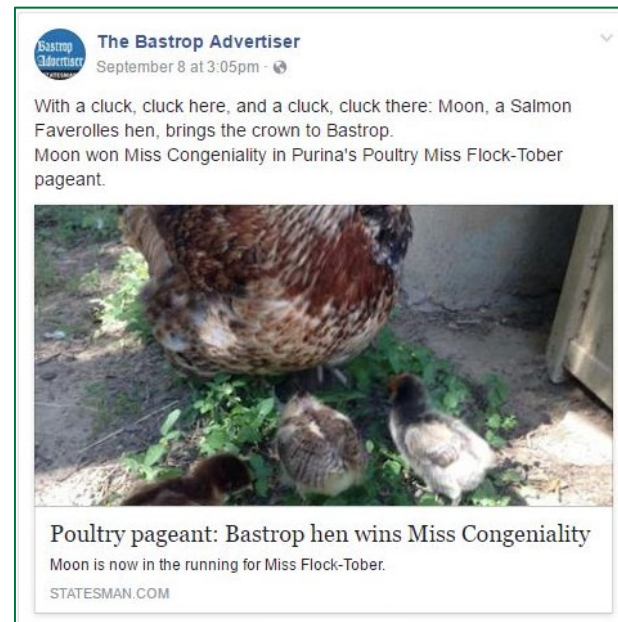 Bastrop
Advertiser
STATESMAN
The Bastrop Advertiser
September 8 at 3:05pm ·
With a cluck, cluck here, and a cluck, cluck there: Moon, a Salmon
Faverolles hen, brings the crown to Bastrop.
Moon won Miss Congeniality in Purina's Poultry Miss Flock-Tober
pageant.
Poultry pageant: Bastrop hen wins Miss Congeniality
Moon is now in the running for Miss Flock-Tober.
STATESMAN.COM